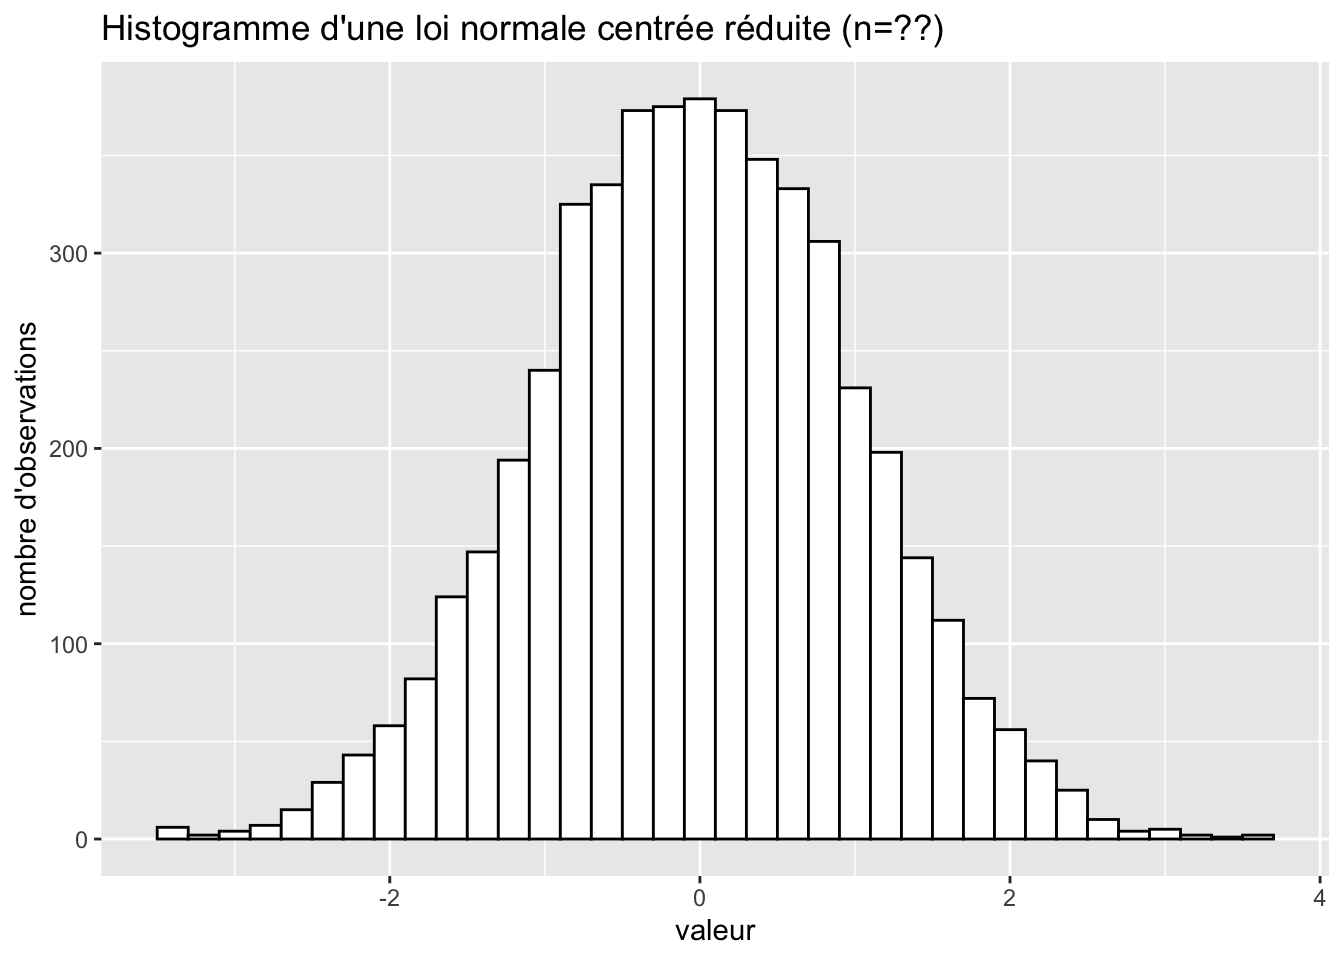 Histogramme d'une loi normale centrée réduite (n=??)
nombre d'observations
300
200
100
0
-2
0
2
4
valeur